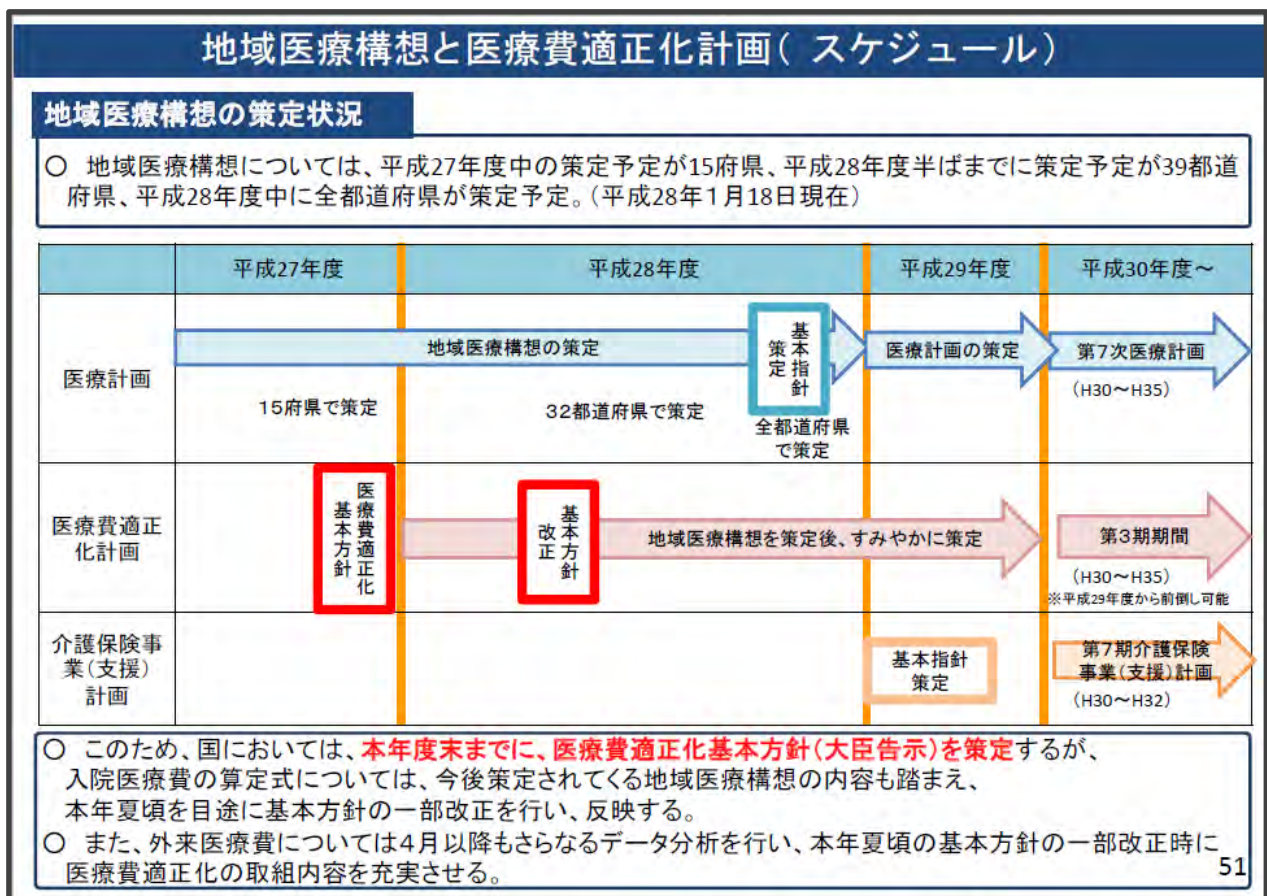 地域医療構想と医療費適正化計画( スケジュール)
地域医療構想の策定状況
○ 地域医療構想については、平成27年度中の策定予定が15府県、平成28年度半ばまでに策定予定が39都道
府県、平成28年度中に全都道府県が策定予定。(平成28年1月18日現在)
平成27年度
平成28年度
平成29年度
平成30年度~
医療計画
地域医療構想の策定
基本指針
策定
医療計画の策定
第7次医療計画
(H30~H35)
15府県で策定
32都道府県で策定
全都道府県
で策定
医療費適正
化計画
医療費適正化
基本方針
基本方針
改正
地域医療構想を策定後、すみやかに策定
第3期期間
(H30~H35)
※平成29年度から前倒し可能
介護保険事
業(支援)
計画
基本指針
策定
第7期介護保険
事業(支援)計画
(H30~H32)
○ このため、国においては、本年度末までに、医療費適正化基本方針(大臣告示)を策定するが、
入院医療費の算定式については、今後策定されてくる地域医療構想の内容も踏まえ、
本年夏頃を目途に基本方針の一部改正を行い、反映する。
○ また、外来医療費については4月以降もさらなるデータ分析を行い、本年夏頃の基本方針の一部改正時に
医療費適正化の取組内容を充実させる。
51